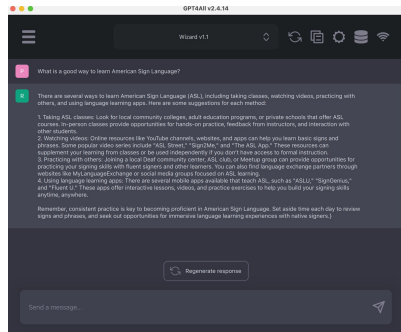 GPT4All v2.4.14
Wizard v1.1
P
What is a good way to learn American Sign Language?
R
There are several ways to learn American Sign Language (ASL), including taking classes, watching videos, practicing with
others, and using language learning apps. Here are some suggestions for each method:
1. Taking ASL classes: Look for local community colleges, adult education programs, or private schools that offer ASL
courses. In-person classes provide opportunities for hands-on practice, feedback from instructors, and interaction with
other students.
2. Watching videos: Online resources like YouTube channels, websites, and apps can help you learn basic signs and
phrases. Some popular video series include "ASL Street," "Sign2Me," and "The ASL App." These resources can
supplement your learning from classes or be used independently if you don't have access to formal instruction.
3. Practicing with others: Joining a local Deaf community center, ASL club, or Meetup group can provide opportunities for
practicing your signing skills with fluent signers and other learners. You can also find language exchange partners through
websites like MyLanguageExchange or social media groups focused on ASL learning.
4. Using language learning apps: There are several mobile apps available that teach ASL, such as "ASLU," "SignGenius,"
and "Fluent U." These apps offer interactive lessons, videos, and practice exercises to help you build your signing skills
anytime, anywhere.
Remember, consistent practice is key to becoming proficient in American Sign Language. Set aside time each day to review
signs and phrases, and seek out opportunities for immersive language learning experiences with native signers.)
Regenerate response
Send a message...